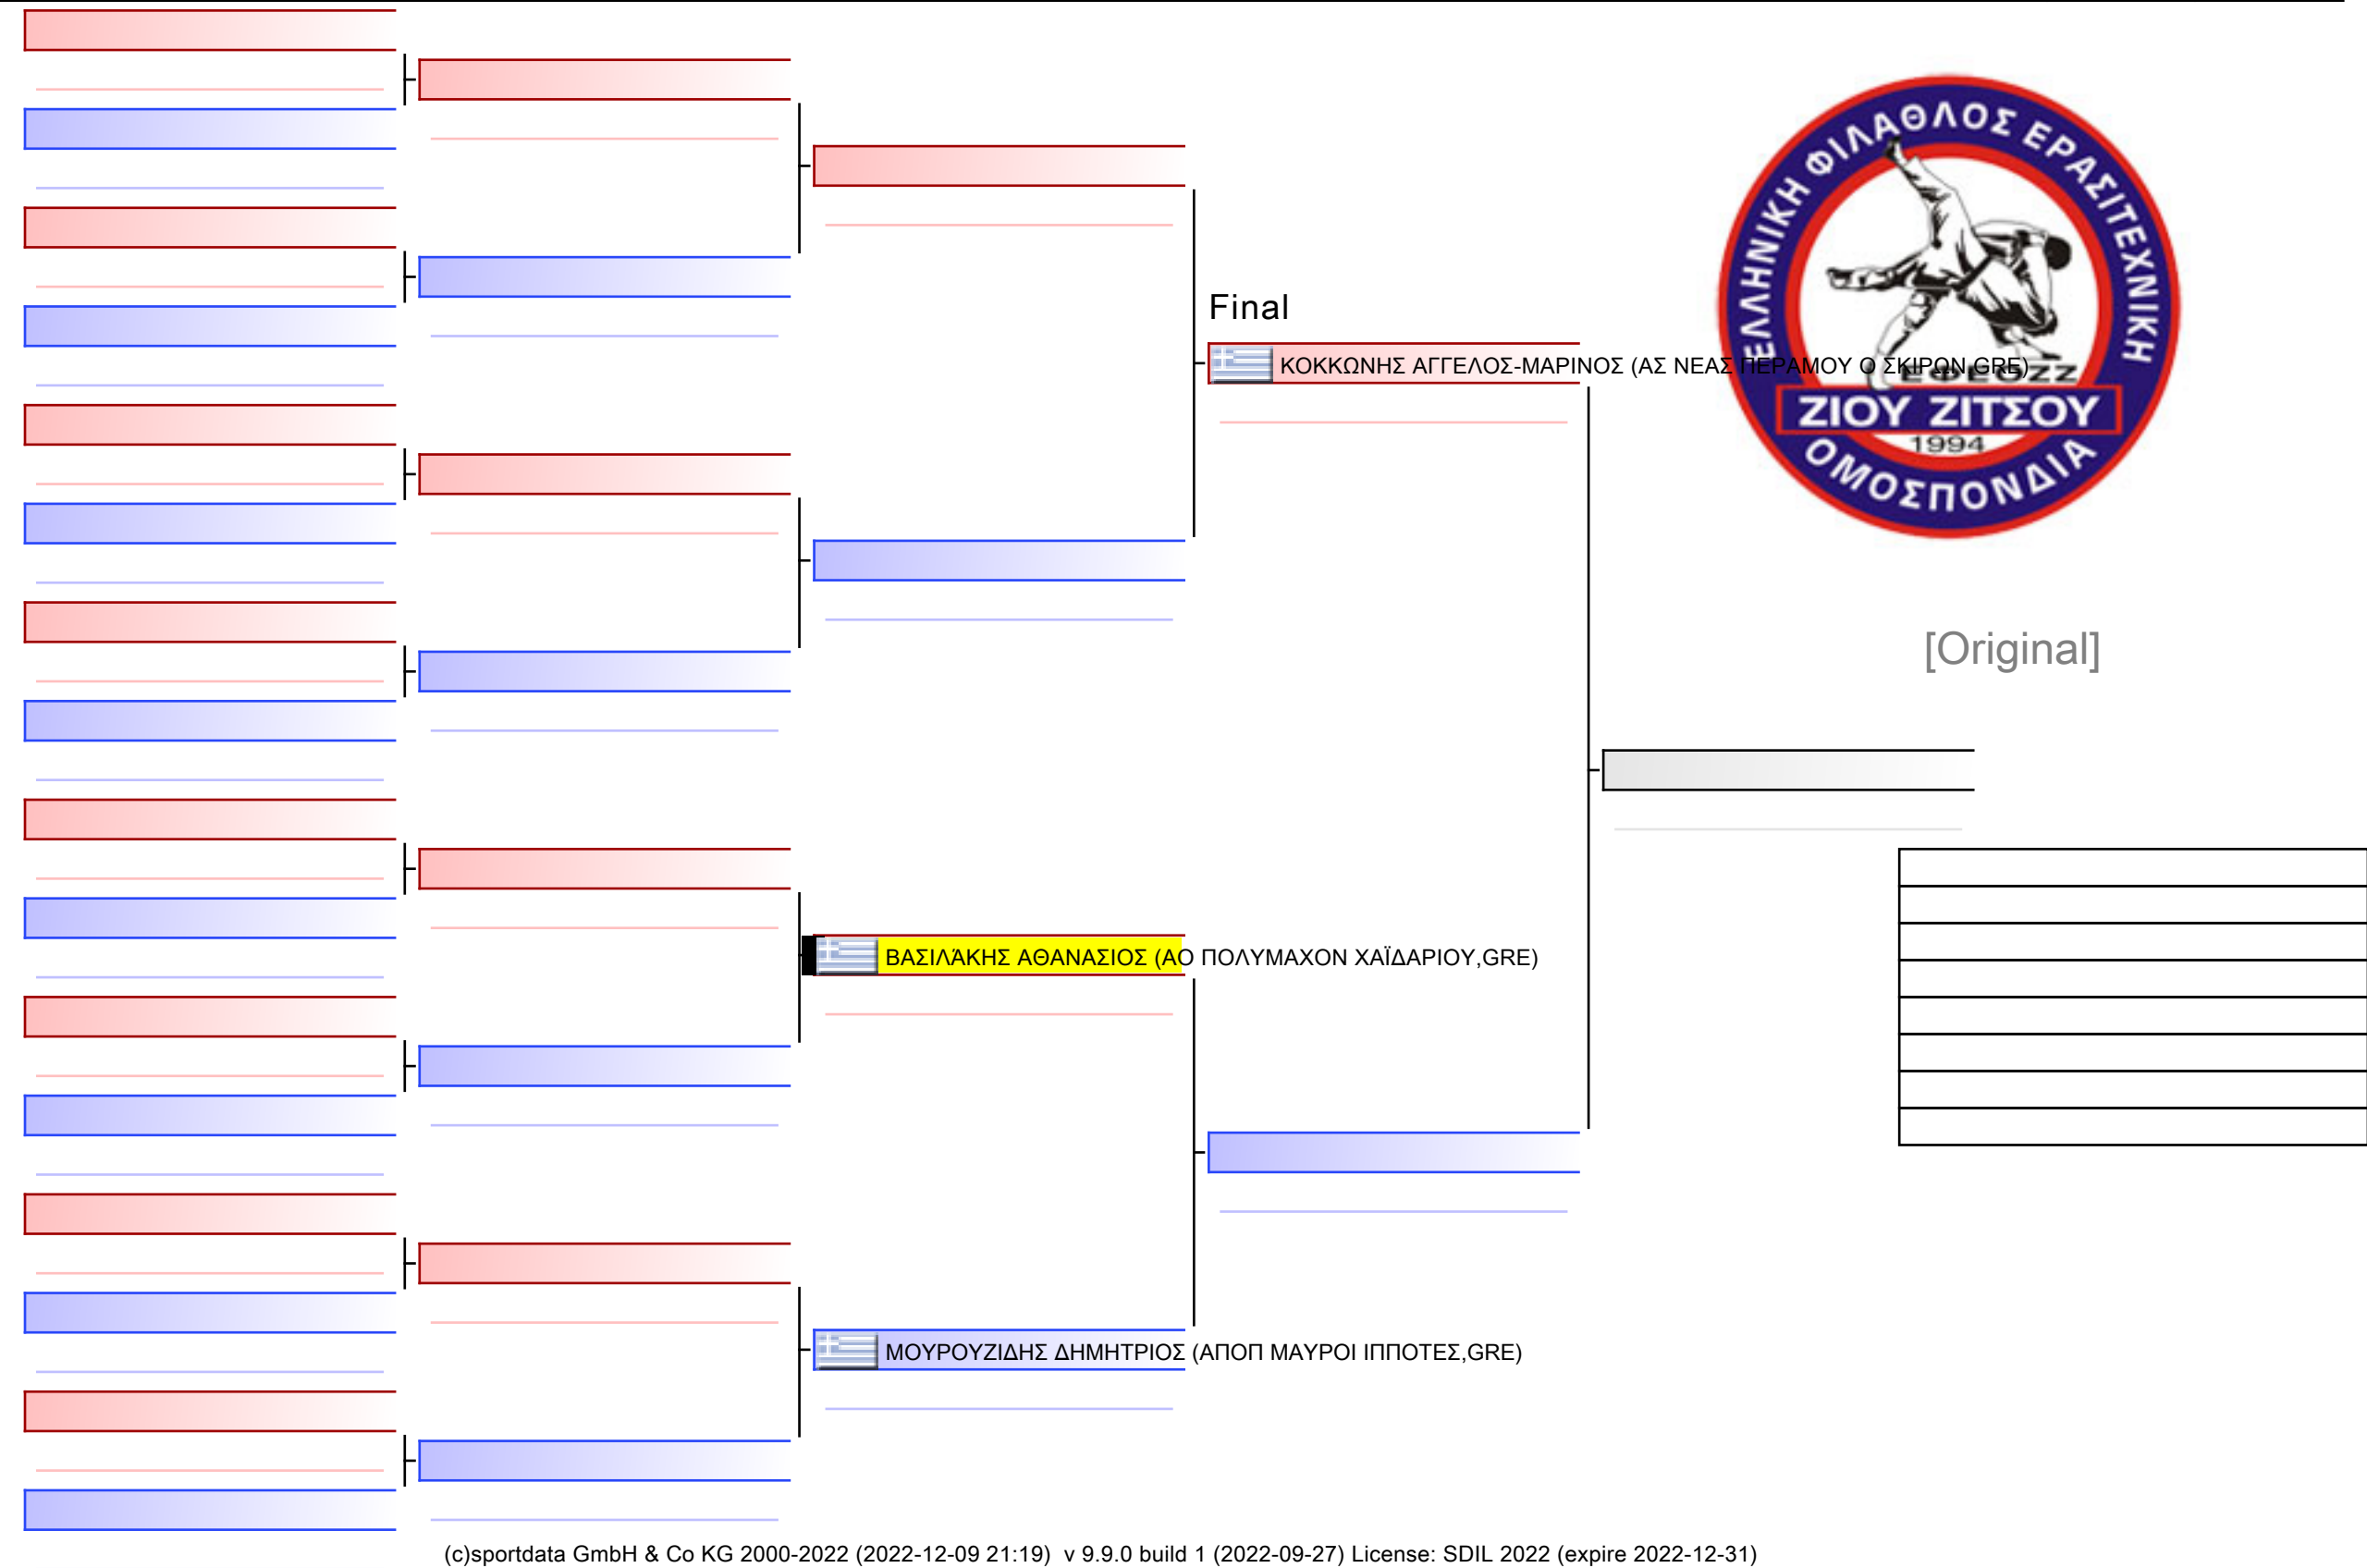 ΕΛΛΗΝΙΚΗ ΦΙΛΑΘΛΟΣ ΕΡΑΣΙΤΕΧΝΙΚΗ
Final
ΚΟΚΚΩΝΗΣ ΑΓΓΕΛΟΣ-ΜΑΡΙΝΟΣ (ΑΣ ΝΕΑΣ ΠΕΡΑΜΟΥ Ο ΣΚΙΡΩΝ,GRE)
ΕΦΕΟΖΖ
ΖΙΟΥ ΖΙΤΣΟΥ
1994
ΟΜΟΣΠΟΝΔΙΑ
[Original]
ΒΑΣΙΛΆΚΗΣ ΑΘΑΝΑΣΙΟΣ (ΑΟ ΠΟΛΥΜΑΧΟΝ ΧΑΪΔΑΡΙΟΥ,GRE)
ΜΟΥΡΟΥΖΙΔΗΣ ΔΗΜΗΤΡΙΟΣ (ΑΠΟΠ ΜΑΥΡΟΙ ΙΠΠΟΤΕΣ,GRE)
(c)sportdata GmbH & Co KG 2000-2022 (2022-12-09 21:19) v 9.9.0 build 1 (2022-09-27) License: SDIL 2022 (expire 2022-12-31)